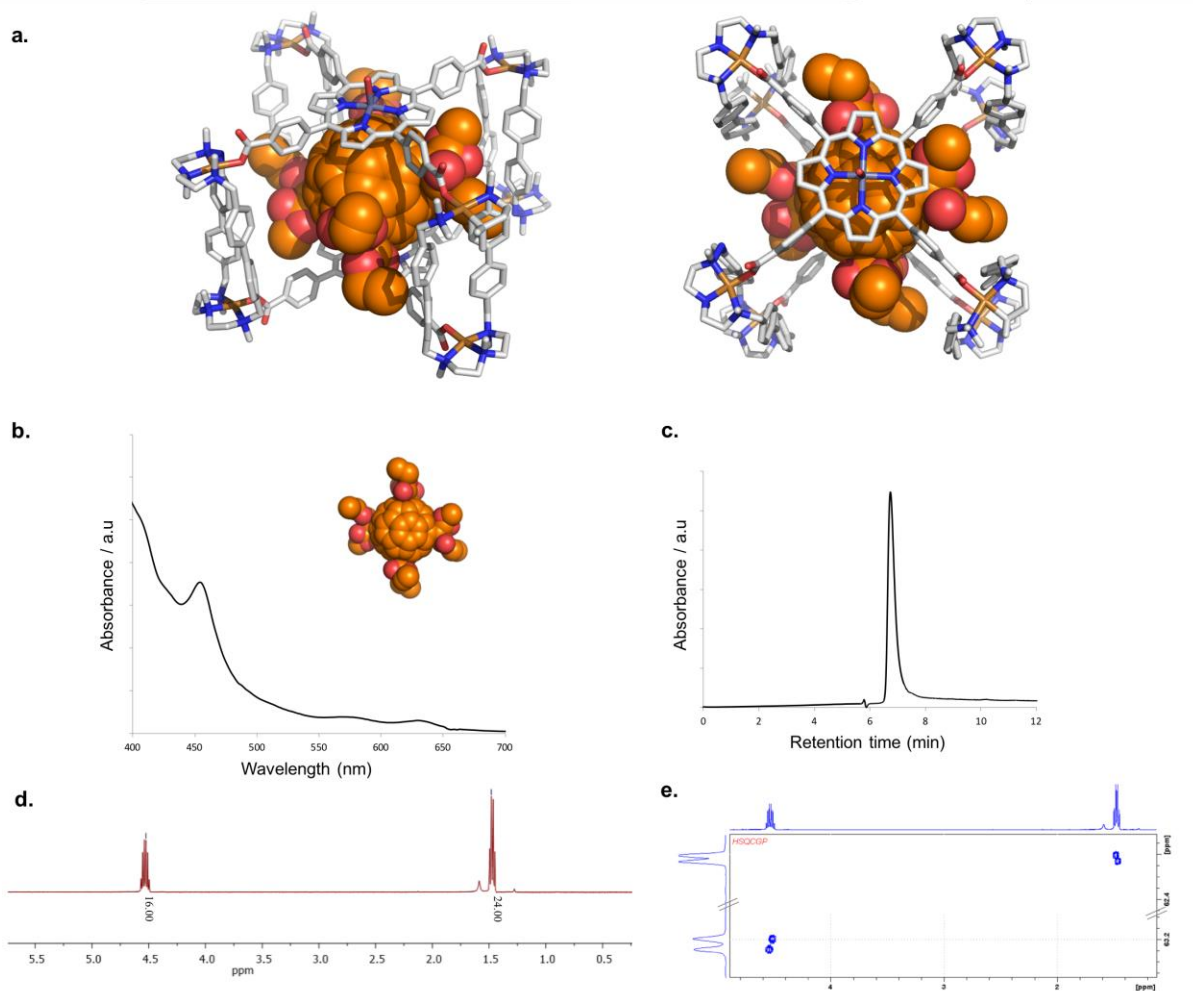 a.
b.
c.
Absorbance / a.u
400 450 500 550 600 650 700
Wavelength (nm)
Absorbance / a.u
0 2 4 6 8 10 12
Retention time (min)
d.
16.00
24.00
5.5 5.0 4.5 4.0 3.5 3.0 2.5 2.0 1.5 1.0 0.5
ppm
e.
HSQCGP
[ppm]
62.4
63.2
4 3 2 [ppm]